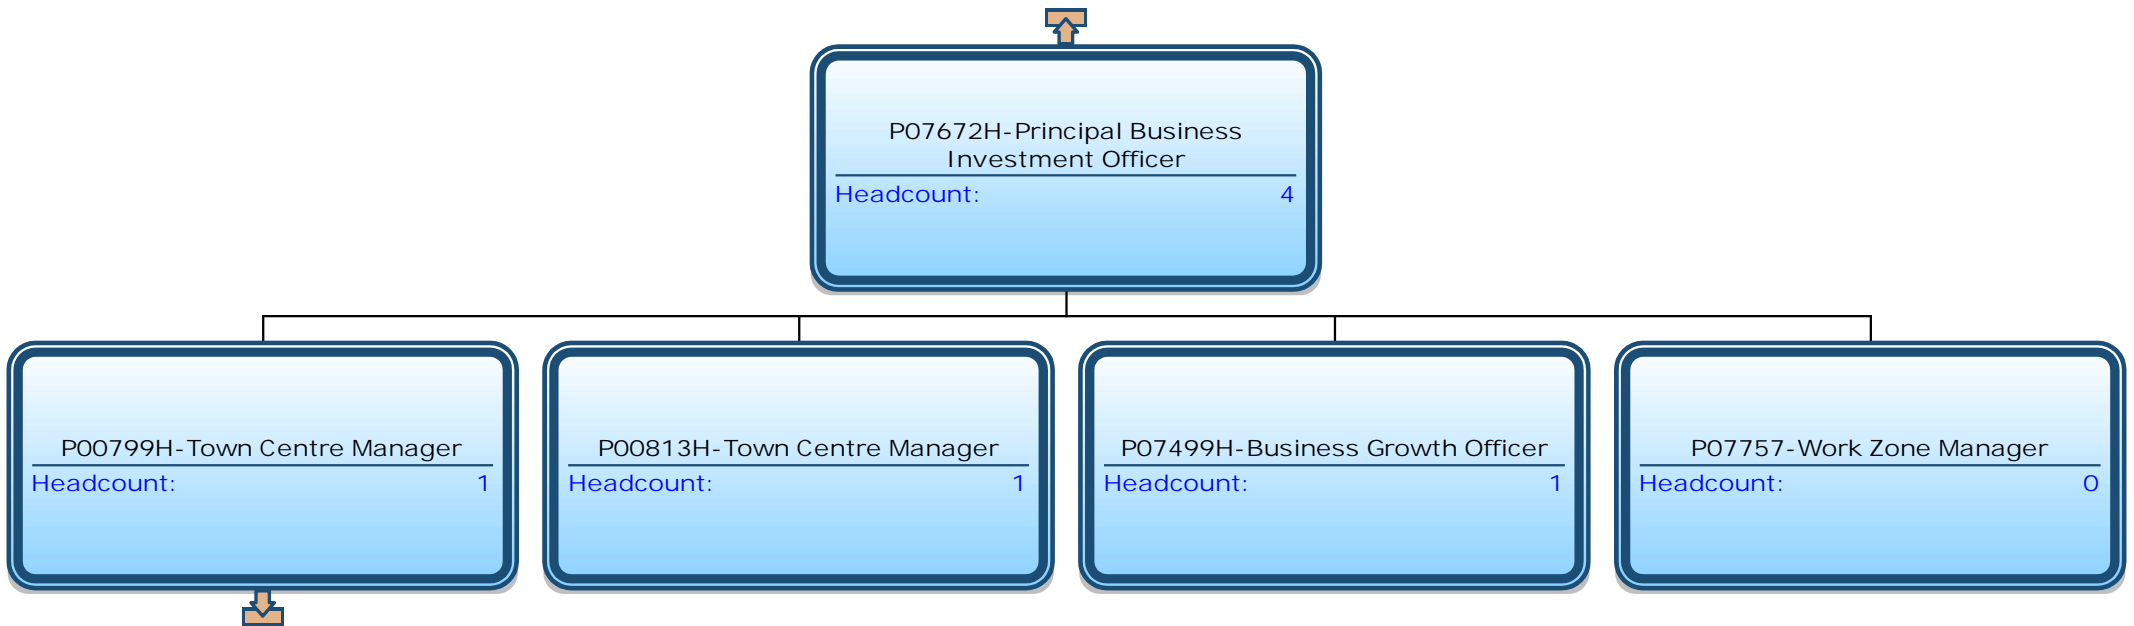 P07672H-Principal Business
Investment Officer
Headcount: 4
P00799H-Town Centre Manager
Headcount: 1
P00813H-Town Centre Manager
Headcount: 1
P07499H-Business Growth Officer
Headcount: 1
P07757-Work Zone Manager
Headcount: 0